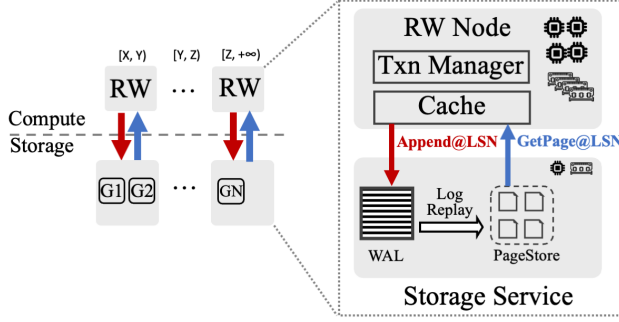 [X, Y) [Y, Z) [Z, +∞)
RW ... RW
Compute
Storage
G1 G2 ... GN
RW Node
Txn Manager
Cache
Append@LSN GetPage@LSN
Log
Replay
WAL PageStore
Storage Service